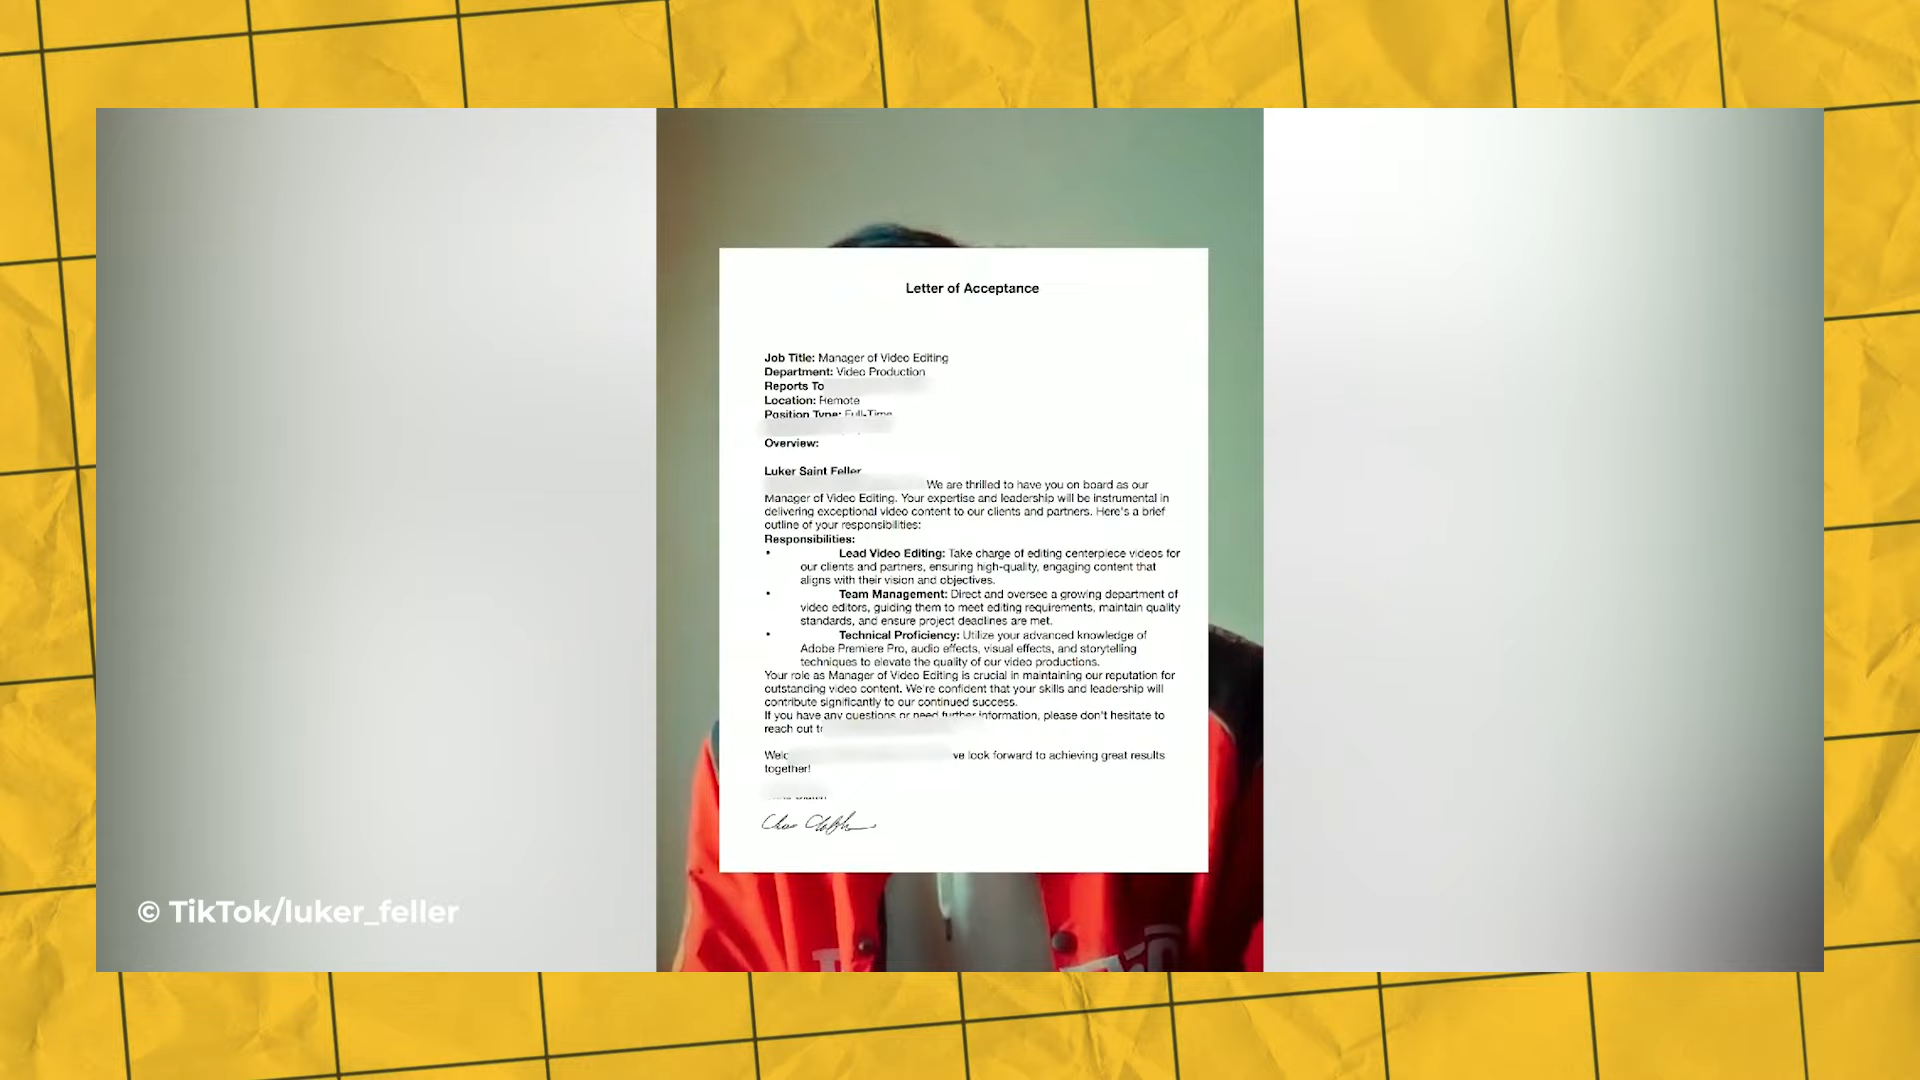 Letter of Acceptance
Job Title: Manager of Video Editing
Department: Video Production
Reports To
Location: Remote
Position Type: Full-Time
Overview:
Luker Saint Feller
We are thrilled to have you on board as our
Manager of Video Editing. Your expertise and leadership will be instrumental in
delivering exceptional video content to our clients and partners. Here's a brief
outline of your responsibilities:
Responsibilities:
• Lead Video Editing: Take charge of editing centerpiece videos for
our clients and partners, ensuring high-quality, engaging content that
aligns with their vision and objectives.
• Team Management: Direct and oversee a growing department of
video editors, guiding them to meet editing requirements, maintain quality
standards, and ensure project deadlines are met.
• Technical Proficiency: Utilize your advanced knowledge of
Adobe Premiere Pro, audio effects, visual effects, and storytelling
techniques to elevate the quality of our video productions.
Your role as Manager of Video Editing is crucial in maintaining our reputation for
outstanding video content. We're confident that your skills and leadership will
contribute significantly to our continued success.
If you have any questions or need further information, please don't hesitate to
reach out
look forward to achieving great results
together!
© TikTok/luker_feller